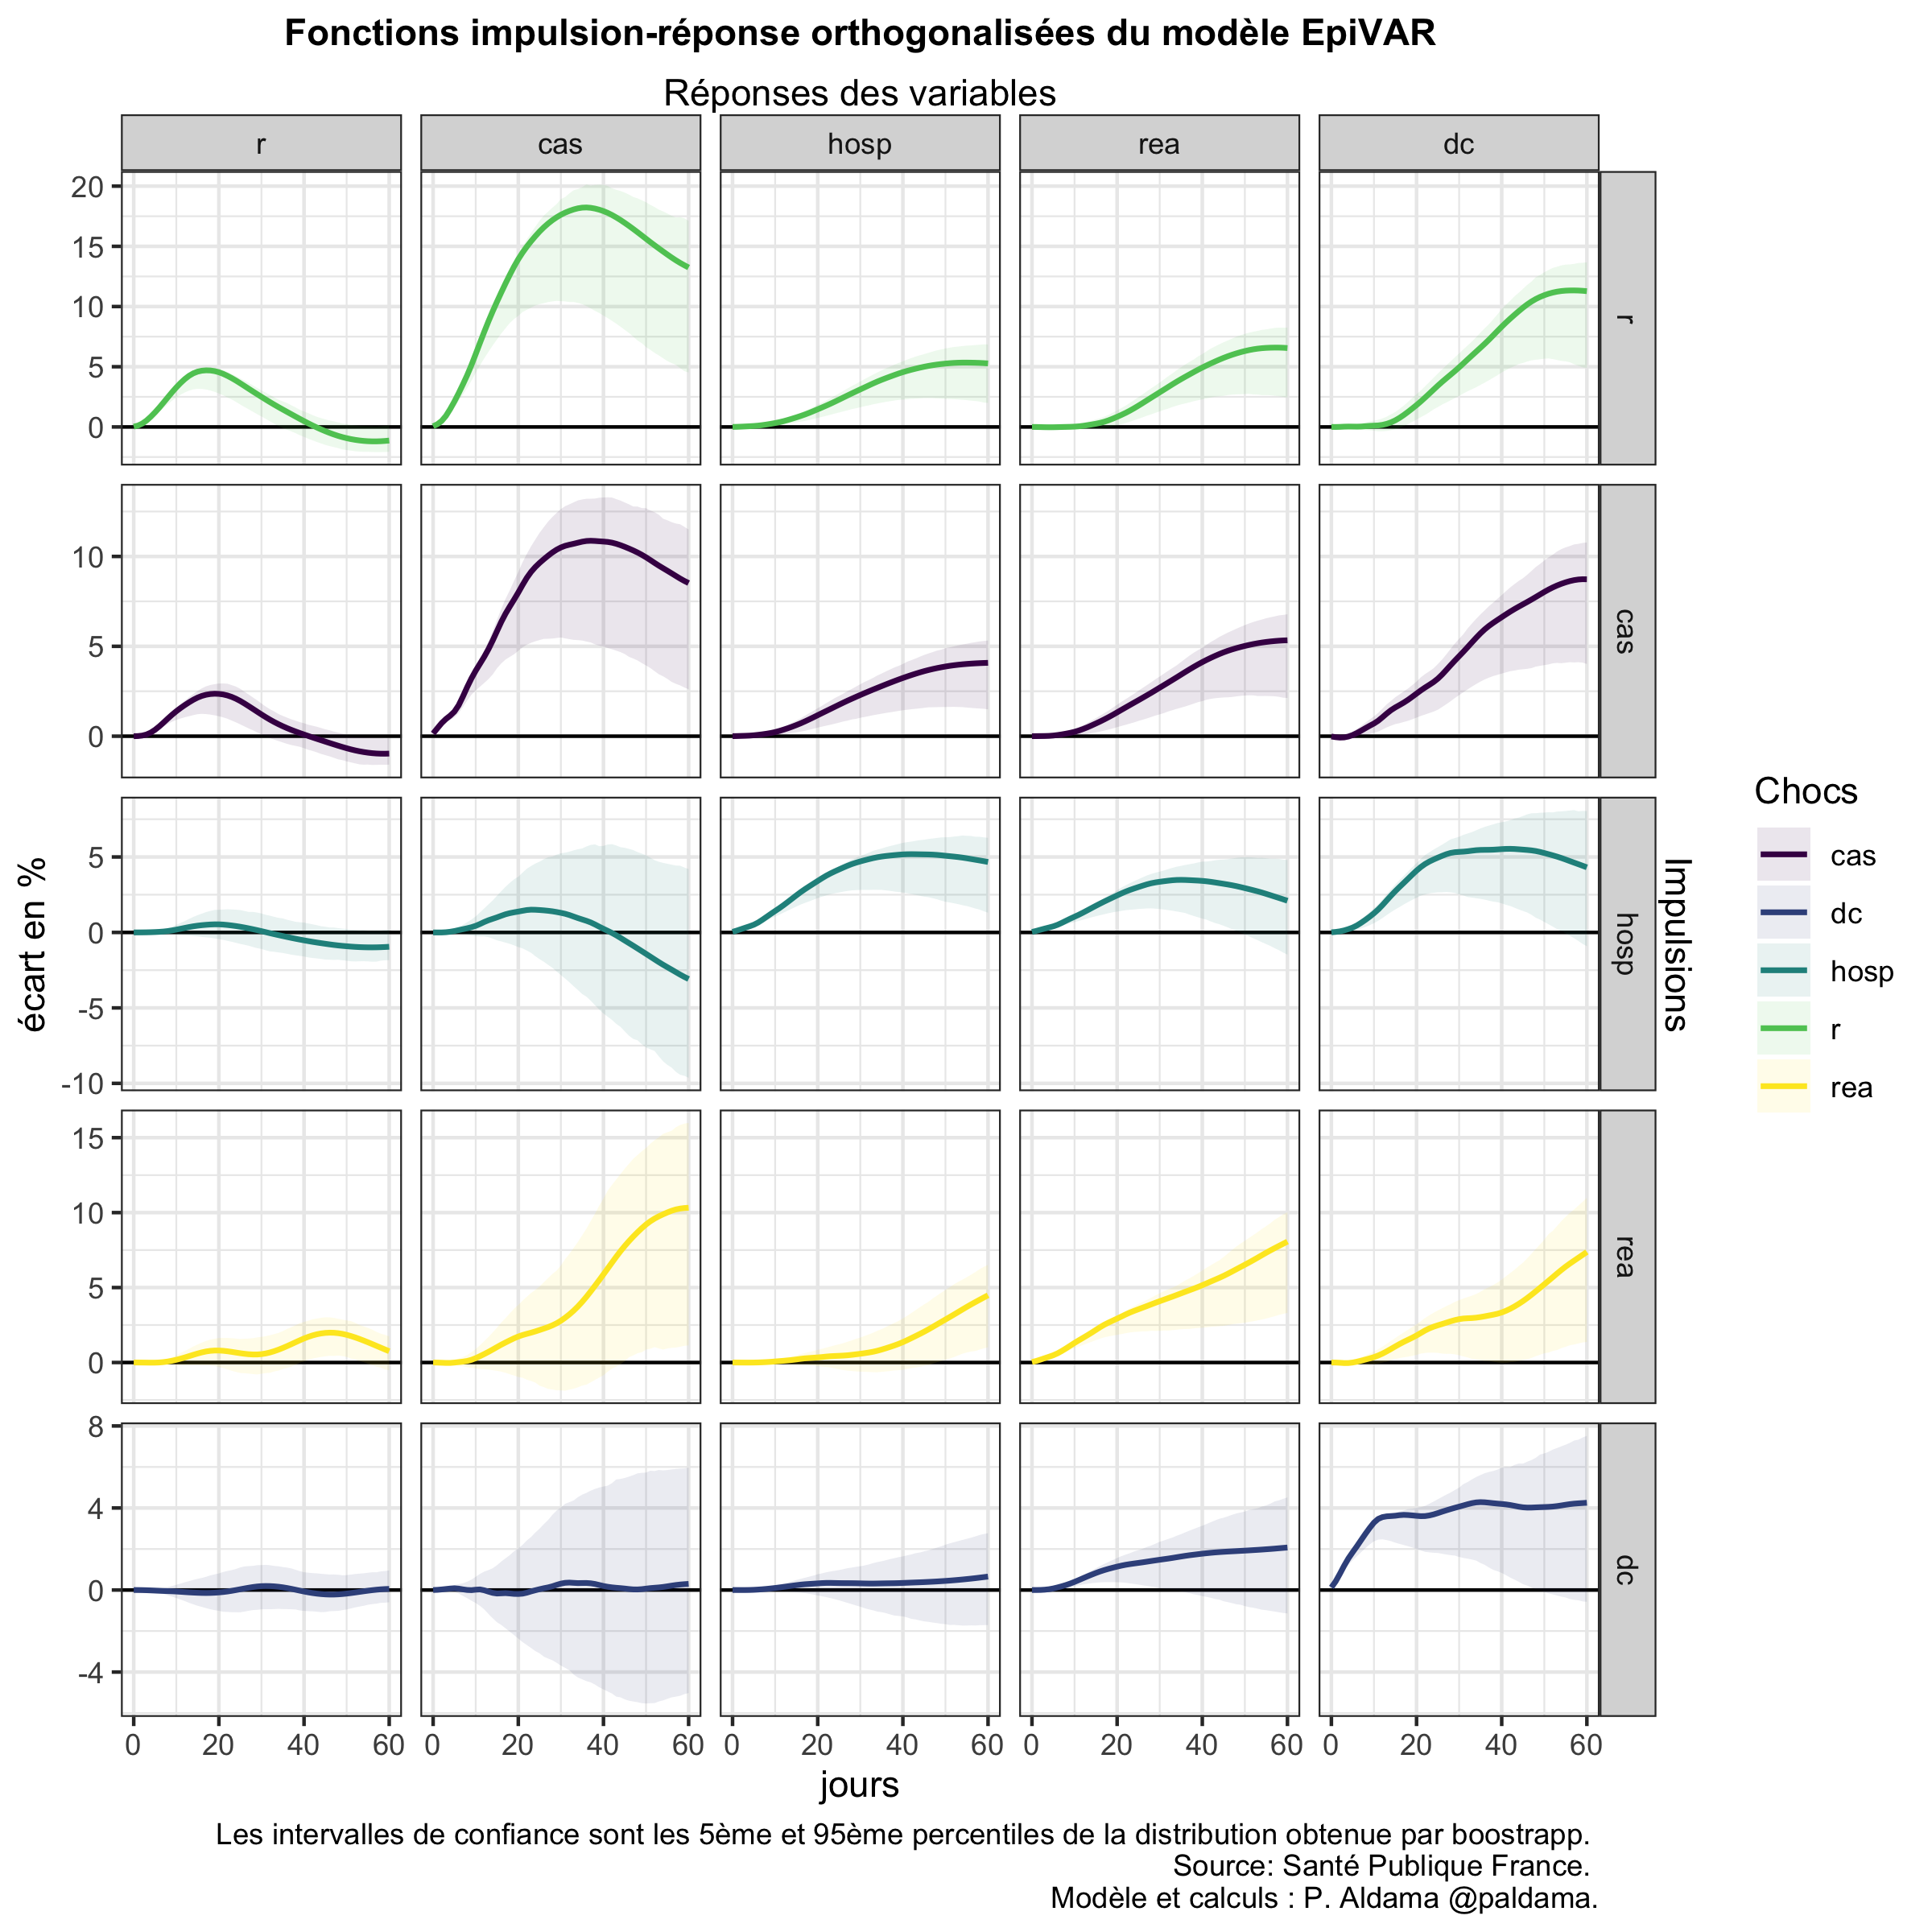 Fonctions impulsion-réponse orthogonalisées du modèle EpiVAR
Réponses des variables
r cas hosp rea dc
20
15
10
5
0
r
10
5
0
cas
5
0
-5
-10
hosp
15
10
5
0
rea
8
4
0
-4
dc
écart en %
Impulsions
0 20 40 60 0 20 40 60 0 20 40 60 0 20 40 60 0 20 40 60
jours
Chocs
cas
dc
hosp
r
rea
Les intervalles de confiance sont les 5ème et 95ème percentiles de la distribution obtenue par boostrapp.
Source: Santé Publique France.
Modèle et calculs : P. Aldama @paldama.